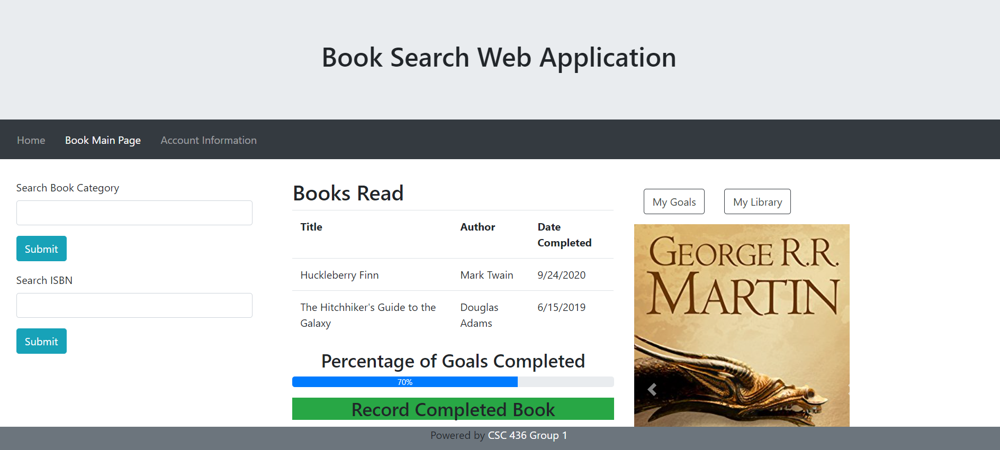 Book Search Web Application
Home Book Main Page Account Information
Search Book Category
Submit
Search ISBN
Submit
Books Read
Title Author Date Completed
Huckleberry Finn Mark Twain 9/24/2020
The Hitchhiker's Guide to the Galaxy Douglas Adams 6/15/2019
Percentage of Goals Completed
70%
Record Completed Book
My Goals My Library
GEORGE R.R.
MARTIN
Powered by CSC 436 Group 1